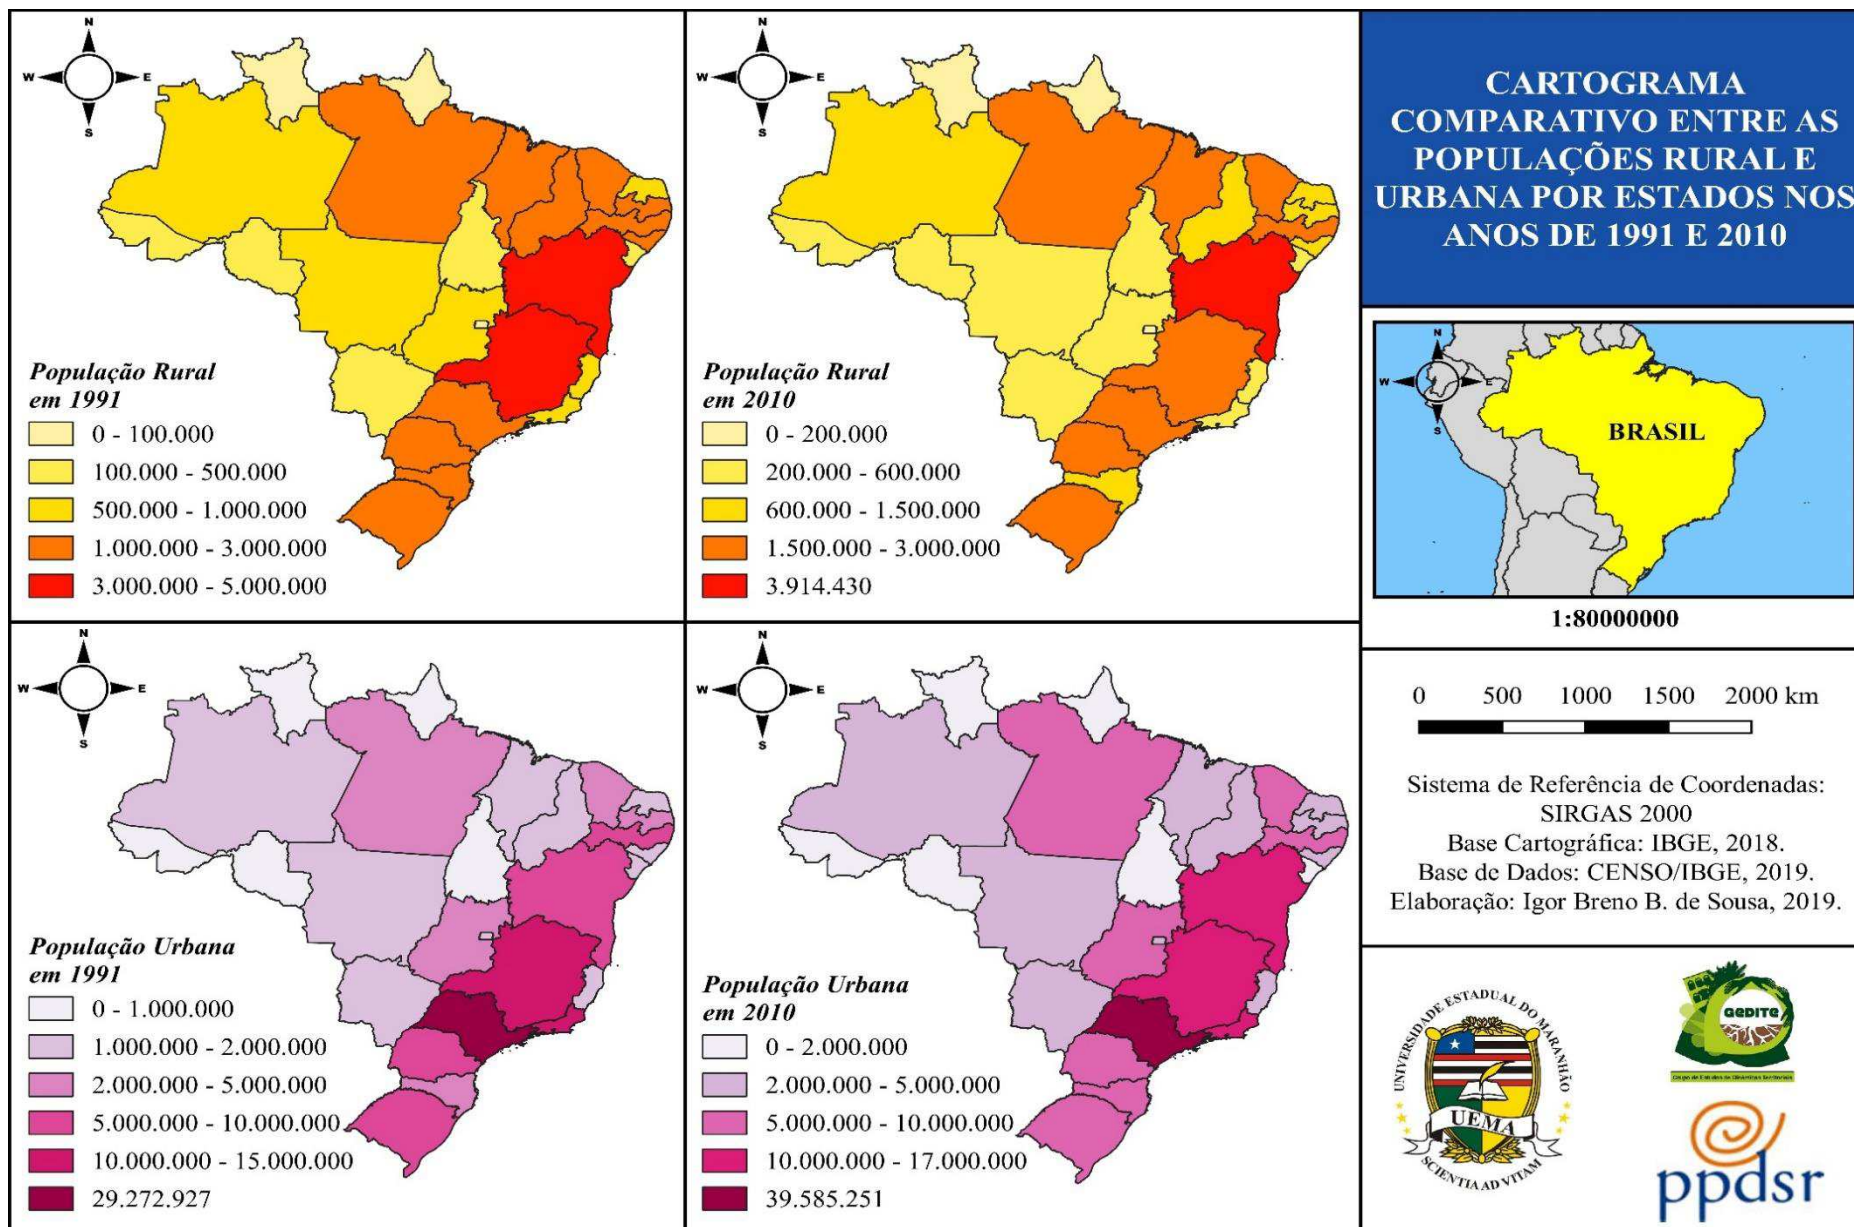 N
W
E
S
População Rural
em 1991
0 - 100.000
100.000 - 500.000
500.000 - 1.000.000
1.000.000 - 3.000.000
3.000.000 - 5.000.000
N
W
E
S
População Rural
em 2010
0 - 200.000
200.000 - 600.000
600.000 - 1.500.000
1.500.000 - 3.000.000
3.914.430
CARTOGRAMA
COMPARATIVO ENTRE AS
POPULAÇÕES RURAL E
URBANA POR ESTADOS NOS
ANOS DE 1991 E 2010
N
W
E
S
BRASIL
1:80000000
N
W
E
S
População Urbana
em 1991
0 - 1.000.000
1.000.000 - 2.000.000
2.000.000 - 5.000.000
5.000.000 - 10.000.000
10.000.000 - 15.000.000
29.272.927
N
W
E
S
População Urbana
em 2010
0 - 2.000.000
2.000.000 - 5.000.000
5.000.000 - 10.000.000
10.000.000 - 17.000.000
39.585.251
0 500 1000 1500 2000 km
Sistema de Referência de Coordenadas:
SIRGAS 2000
Base Cartográfica: IBGE, 2018.
Base de Dados: CENSO/IBGE, 2019.
Elaboração: Igor Breno B. de Sousa, 2019.
UNIVERSIDADE ESTADUAL DO MARANHÃO
UEMA
SCIENTIA AD VITAM
GEDITE
Grupo de Estudos de Dinâmicas Territoriais
ppdsr